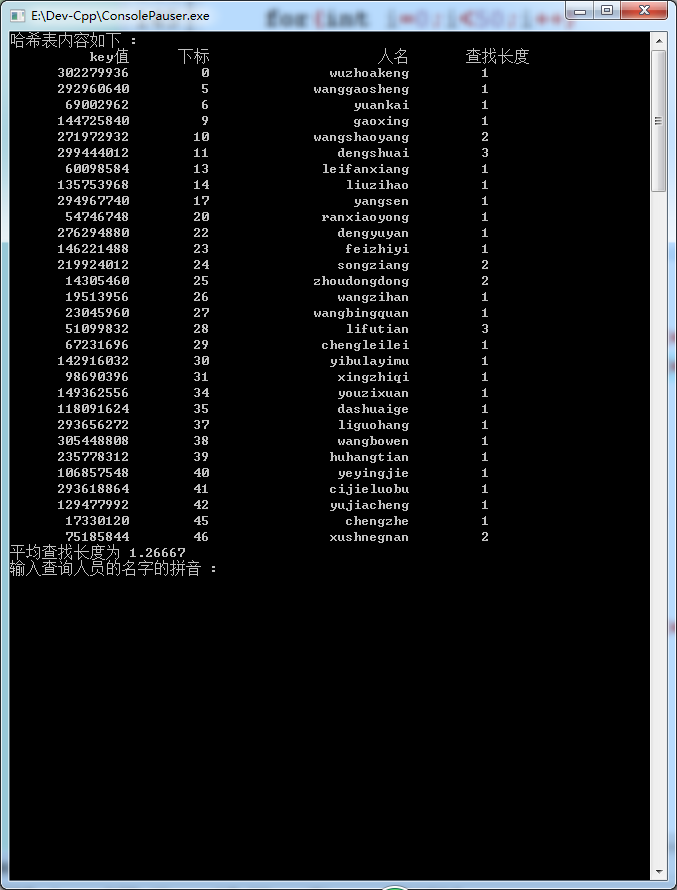 for(int i=0;i<50;i++)
E:\Dev-Cpp\ConsolePauser.exe
哈希表内容如下 :
key值 下标 人名 查找长度
302279936 0 wuzhoakeng 1
292960640 5 wanggaosheng 1
69002962 6 yuankai 1
144725840 9 gaoxing 1
271972932 10 wangshaoyang 2
299444012 11 dengshuai 3
60098584 13 leifanxiang 1
135753968 14 liuzihao 1
294967740 17 yangsen 1
54746748 20 ranxiaoyong 1
276294880 22 dengyuyan 1
146221488 23 feizhiyi 1
219924012 24 songziang 2
14305460 25 zhoudongdong 2
19513956 26 wangzihan 1
23045960 27 wangbingquan 1
51099832 28 lifutian 3
67231696 29 chengleilei 1
142916032 30 yibulayimu 1
98690396 31 xingzhiqi 1
149362556 34 youzixuan 1
118091624 35 dashuaige 1
293656272 37 liguohang 1
305448808 38 wangbowen 1
235778312 39 huhangtian 1
106857548 40 yeyingjie 1
293618864 41 cijieluobu 1
129477992 42 yujiacheng 1
17330120 45 chengzhe 1
75185844 46 xushnegnan 2
平均查找长度为 1.26667
输入查询人员的名字的拼音 :